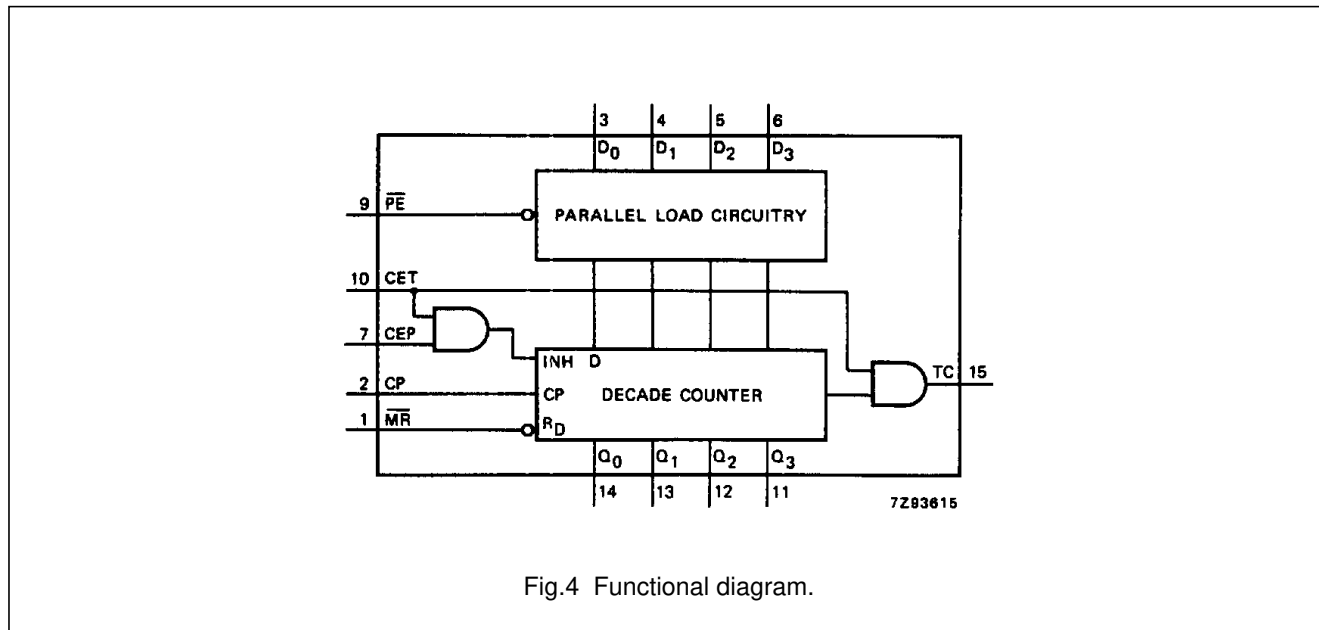 3 4 5 6
D0 D1 D2 D3
9 PE
PARALLEL LOAD CIRCUITRY
10 CET
7 CEP
INH D
TC 15
2 CP
CP DECADE COUNTER
1 MR
RD
Q0 Q1 Q2 Q3
14 13 12 11
7Z93615
Fig.4 Functional diagram.